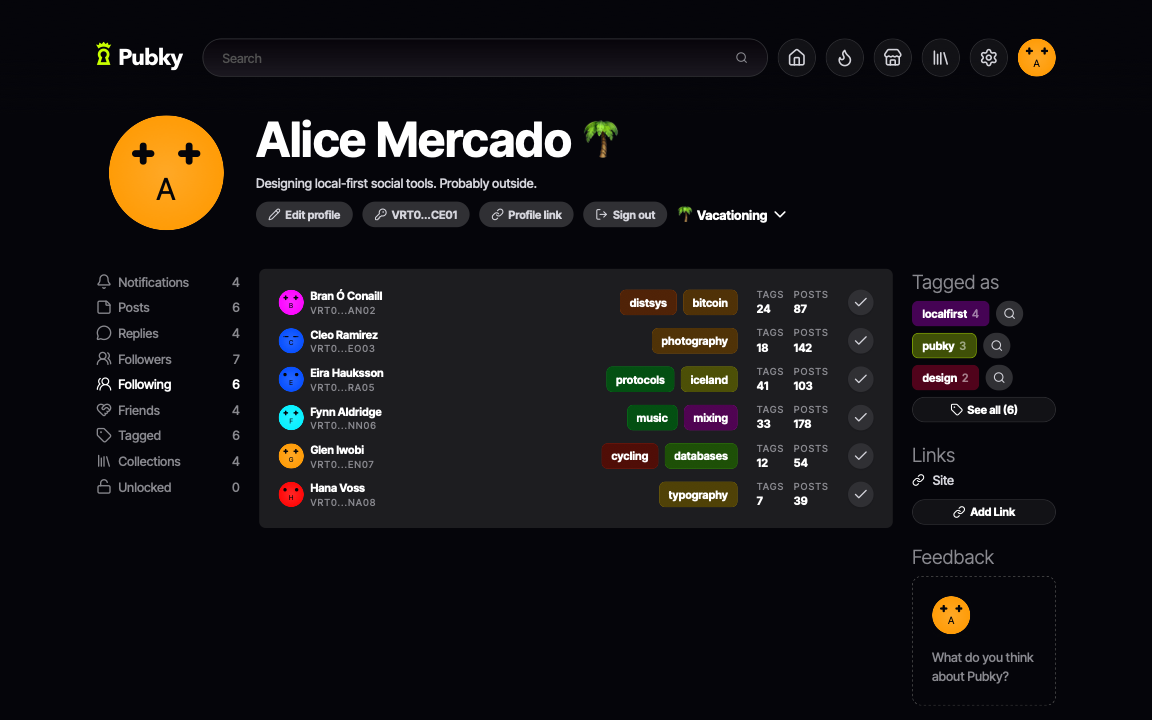 Pubky
Search
A
A
Alice Mercado 🌴
Designing local-first social tools. Probably outside.
Edit profile
VRT0...CE01
Profile link
Sign out
🌴 Vacationing
Notifications 4
Posts 6
Replies 4
Followers 7
Following 6
Friends 4
Tagged 6
Collections 4
Unlocked 0
B
Bran Ó Conaill
VRT0...AN02
distsys
bitcoin
TAGS POSTS
24 87
C
Cleo Ramirez
VRT0...EO03
photography
TAGS POSTS
18 142
E
Eira Hauksson
VRT0...RA05
protocols
iceland
TAGS POSTS
41 103
F
Fynn Aldridge
VRT0...NN06
music
mixing
TAGS POSTS
33 178
G
Glen Iwobi
VRT0...EN07
cycling
databases
TAGS POSTS
12 54
H
Hana Voss
VRT0...NA08
typography
TAGS POSTS
7 39
Tagged as
localfirst 4
pubky 3
design 2
See all (6)
Links
Site
Add Link
Feedback
A
What do you think
about Pubky?